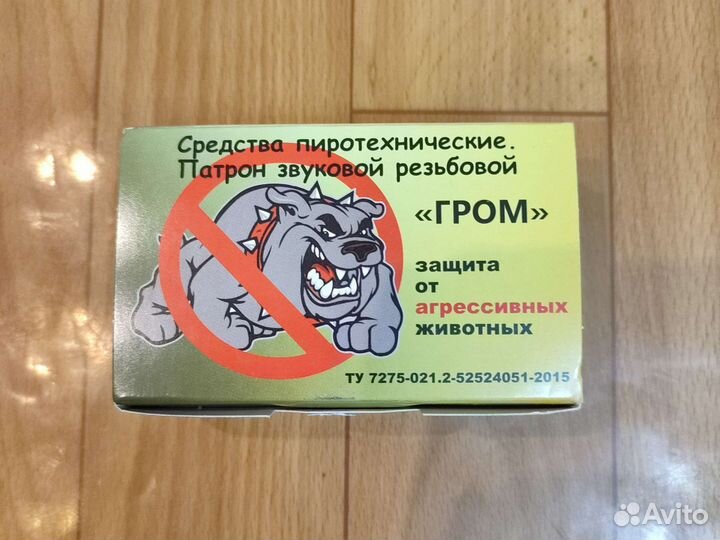 Средства пиротехнические.
Патрон звуковой резьбовой
«ГРОМ»
защита
от
агрессивных
животных
ТУ 7275-021.2-52524051-2015
Avito